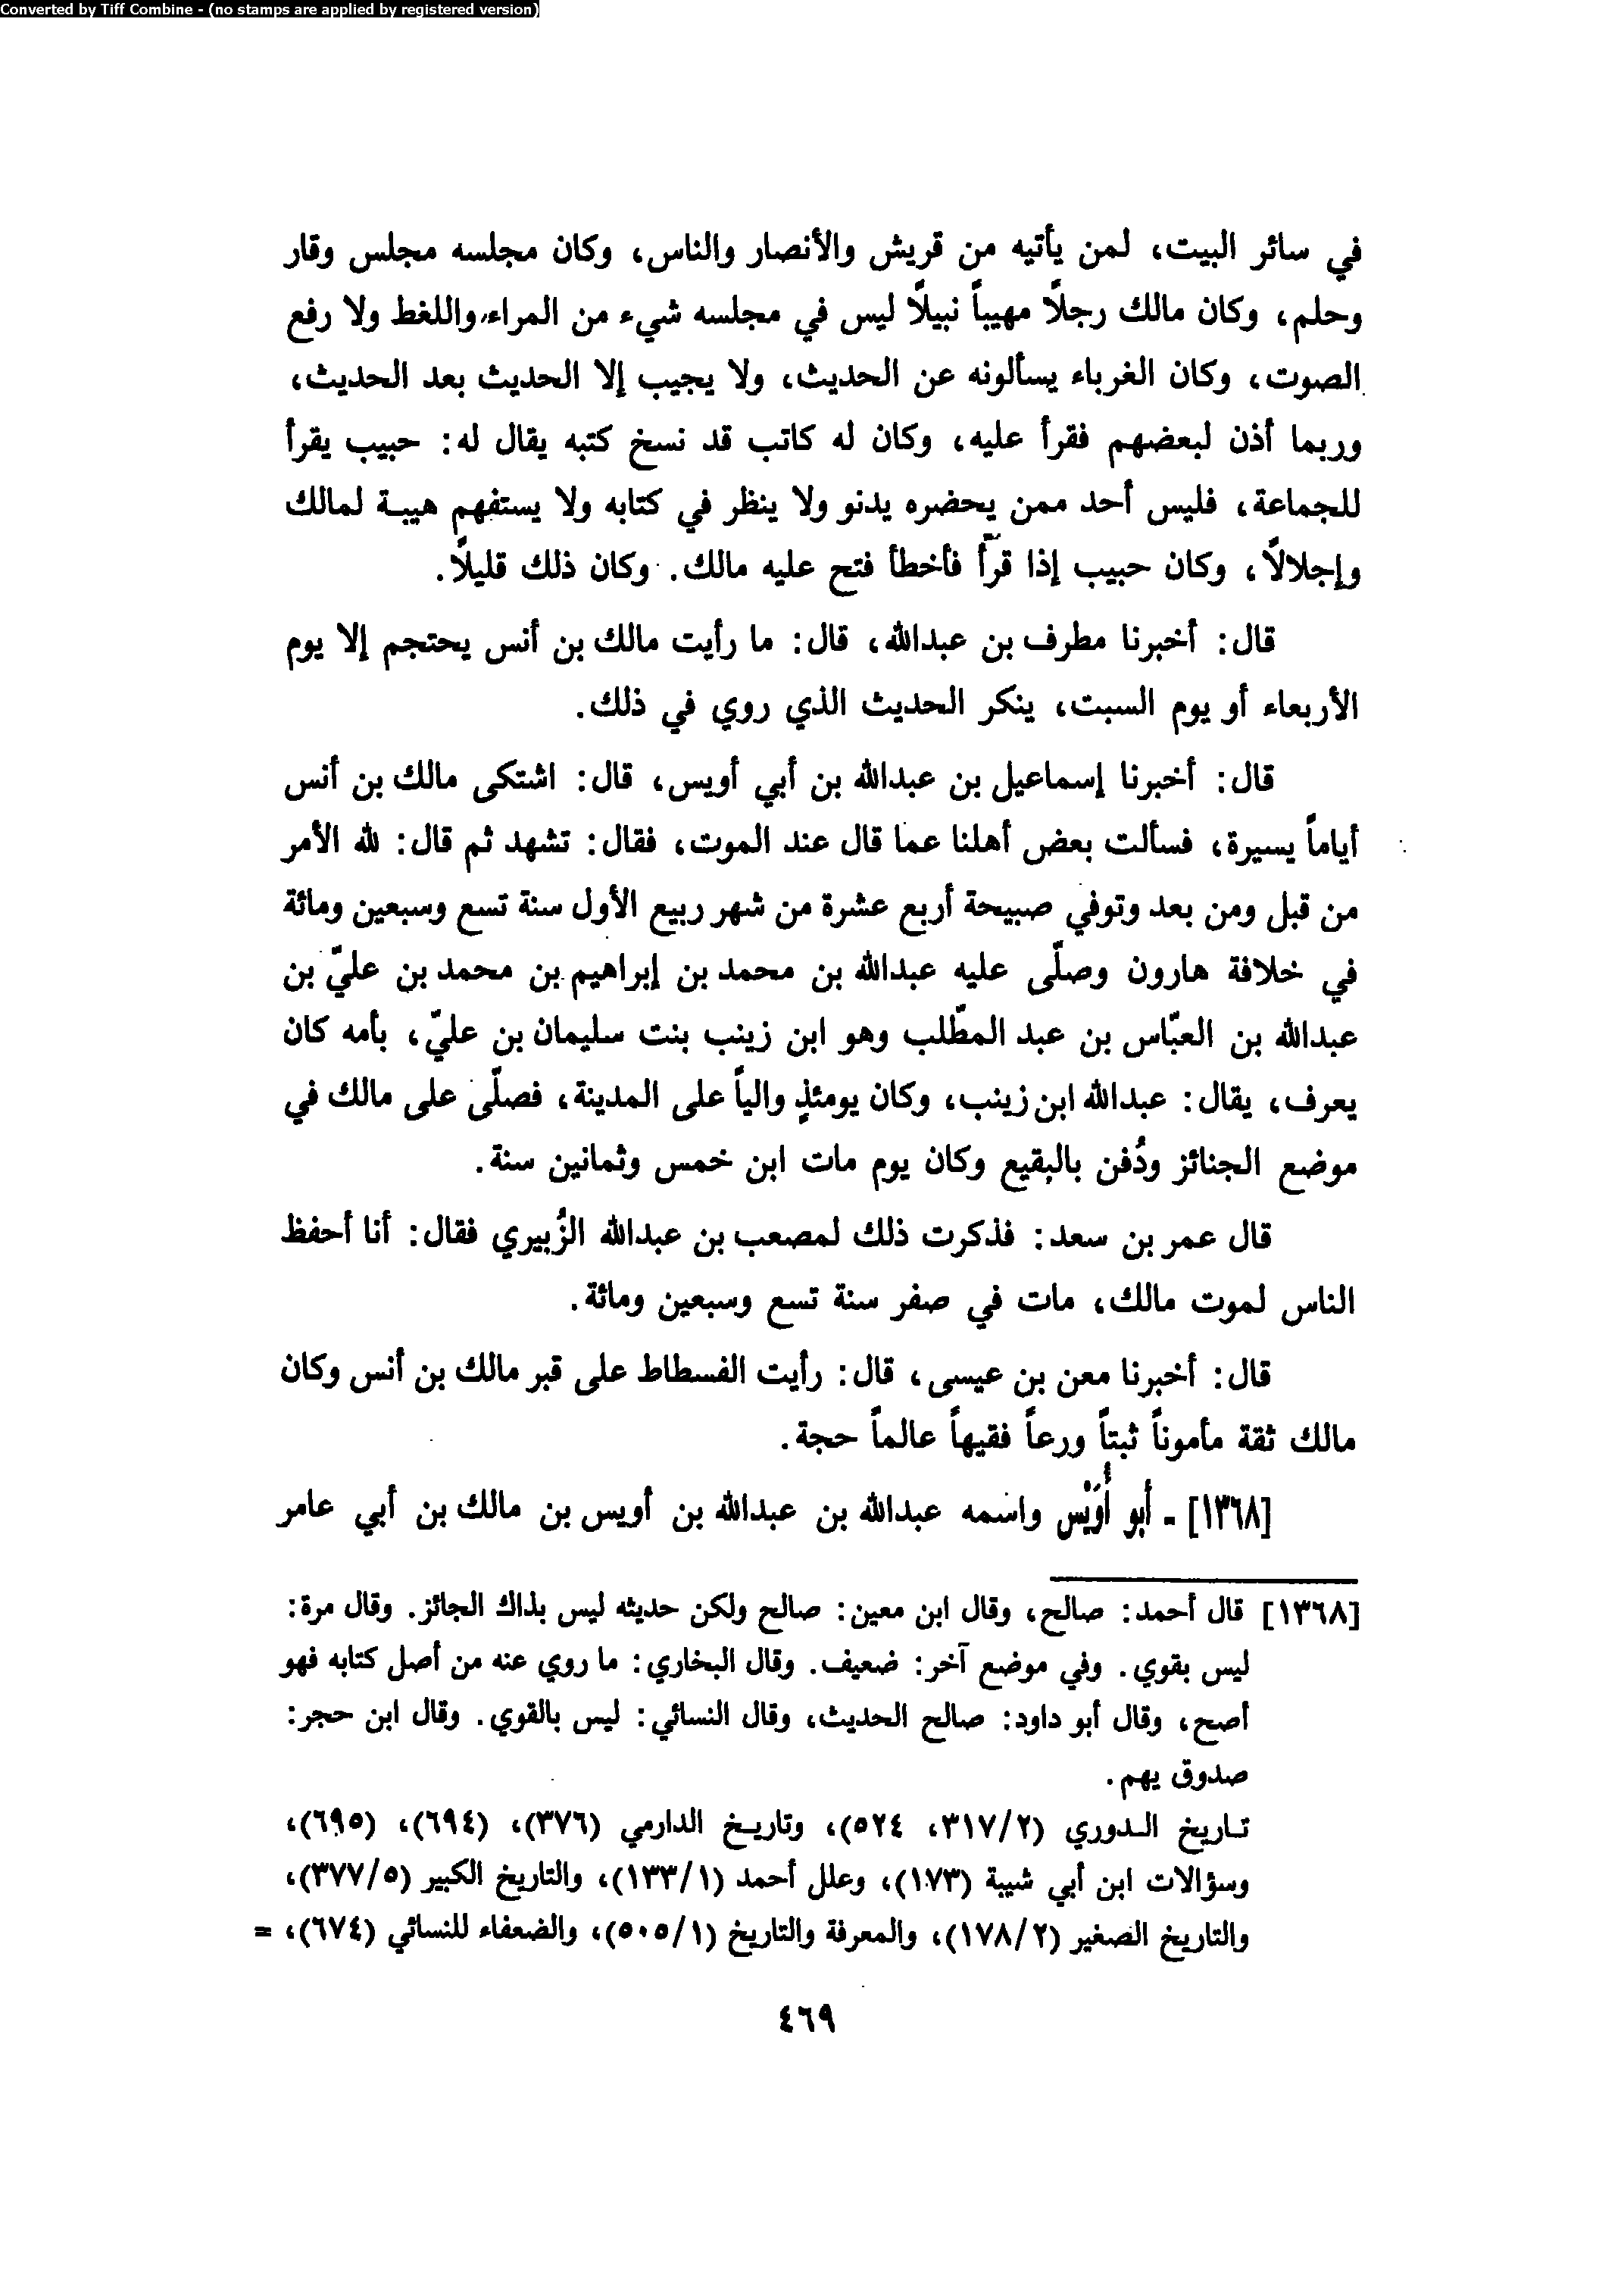 Converted by Tiff Combine - (no stamps are applied by registered version)
في سائر البيت، لمن يأتيه من قريش والأنصار والناس، وكان مجلسه مجلس وقار
وحلم، وكان مالك رجلاً مهيباً نبيلاً ليس في مجلسه شيء من المراء، واللغط ولا رفع
الصوت، وكان الغرباء يسألونه عن الحديث، ولا يجيب إلا الحديث بعد الحديث،
وربما أذن لبعضهم فقرأ عليه، وكان له كاتب قد نسخ كتبه يقال له: حبيب يقرأ
للجماعة، فليس أحد ممن يحضره يدنو ولا ينظر في كتابه ولا يستفهم هيبة لمالك
وإجلالاً، وكان حبيب إذا قرأ فأخطأ فتح عليه مالك. وكان ذلك قليلاً.
قال: أخبرنا مطرف بن عبدالله، قال: ما رأيت مالك بن أنس يحتجم إلا يوم
الأربعاء أو يوم السبت، ينكر الحديث الذي روي في ذلك.
قال: أخبرنا إسماعيل بن عبدالله بن أبي أويس، قال: اشتكى مالك بن أنس
أياماً يسيرة، فسألت بعض أهلنا عما قال عند الموت، فقال: تشهد ثم قال: لله الأمر
من قبل ومن بعد وتوفي صبيحة أربع عشرة من شهر ربيع الأول سنة تسع وسبعين ومائة
في خلافة هارون وصلّى عليه عبدالله بن محمد بن إبراهيم بن محمد بن عليّ بن
عبدالله بن العبّاس بن عبد المطّلب وهو ابن زينب بنت سليمان بن عليّ، بأمه كان
يعرف، يقال: عبدالله ابن زينب، وكان يومئذٍ والياً على المدينة، فصلّى على مالك في
موضع الجنائز ودُفن بالبقيع وكان يوم مات ابن خمس وثمانين سنة.
قال عمر بن سعد: فذكرت ذلك لمصعب بن عبدالله الزُبيري فقال: أنا أحفظ
الناس لموت مالك، مات في صفر سنة تسع وسبعين ومائة.
قال: أخبرنا معن بن عيسى، قال: رأيت الفسطاط على قبر مالك بن أنس وكان
مالك ثقة مأموناً ثبتاً ورعاً فقيهاً عالماً حجة.
[١٣٦٨] - أبو أُوَيْس واسمه عبدالله بن عبدالله بن أويس بن مالك بن أبي عامر
[١٣٦٨] قال أحمد: صالح، وقال ابن معين: صالح ولكن حديثه ليس بذاك الجائز. وقال مرة:
ليس بقوي. وفي موضع آخر: ضعيف. وقال البخاري: ما روي عنه من أصل كتابه فهو
أصح، وقال أبو داود: صالح الحديث، وقال النسائي: ليس بالقوي. وقال ابن حجر:
صدوق يهم.
تاريخ الدوري (٣١٧/٢، ٥٢٤)، وتاريخ الدارمي (٣٧٦)، (٦٩٤)، (٦٩٥)،
وسؤالات ابن أبي شيبة (١٧٣)، وعلل أحمد (١٣٣/١)، والتاريخ الكبير (٣٧٧/٥)،
والتاريخ الصغير (١٧٨/٢)، والمعرفة والتاريخ (٥٠٥/١)، والضعفاء للنسائي (٦٧٤)، =
٤٦٩